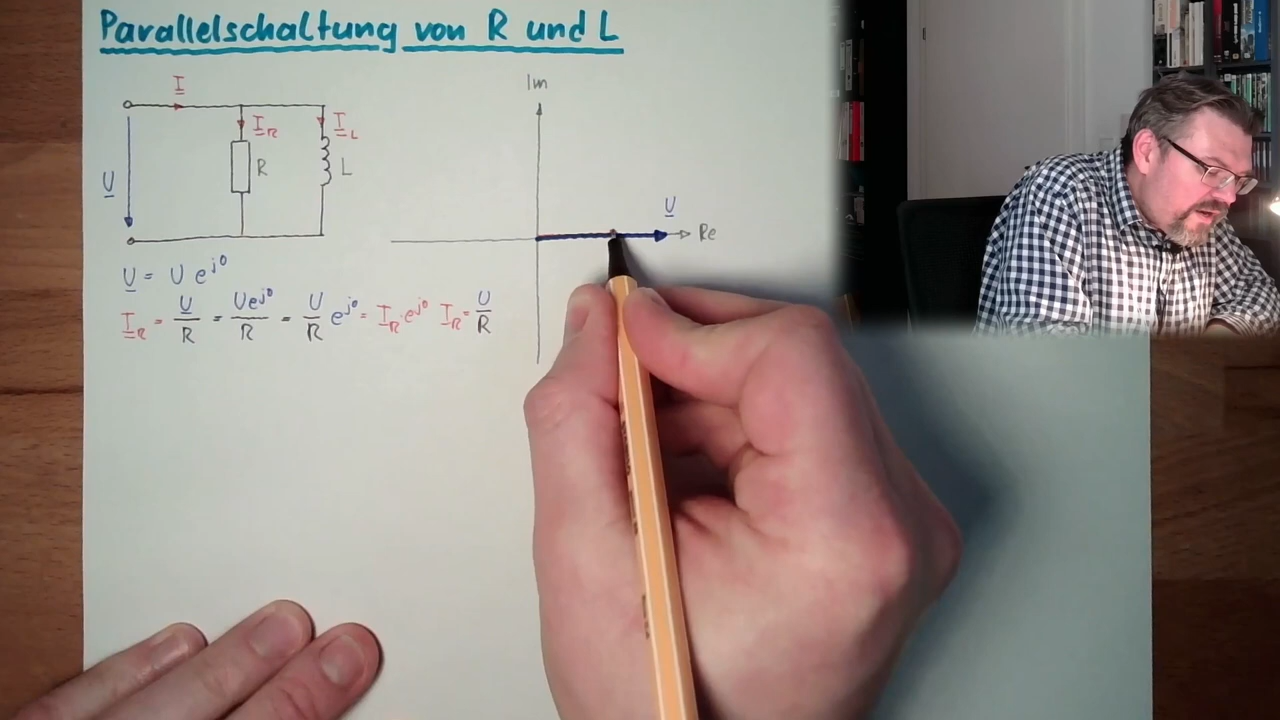 Parallelschaltung von R und L
I
I_R
I_L
U
R
L
Im
U
Re
U = U e^j0
I_R = U/R = Ue^j0/R = U/R e^j0 = I_R · e^j0 I_R = U/R